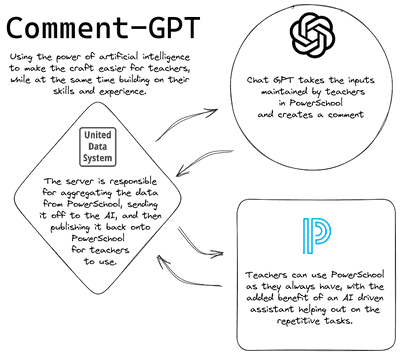 Comment-GPT
Using the power of artificial intelligence
to make the craft easier for teachers,
while at the same time building on their
skills and experience.
Chat GPT takes the inputs
maintained by teachers
in PowerSchool
and creates a comment
United
Data
System
The server is responsible
for aggregating the data
from PowerSchool, sending
it off to the AI, and then
publishing it back onto
PowerSchool
for teachers
to use.
Teachers can use PowerSchool
as they always have, with the
added benefit of an AI driven
assistant helping out on the
repetitive tasks.